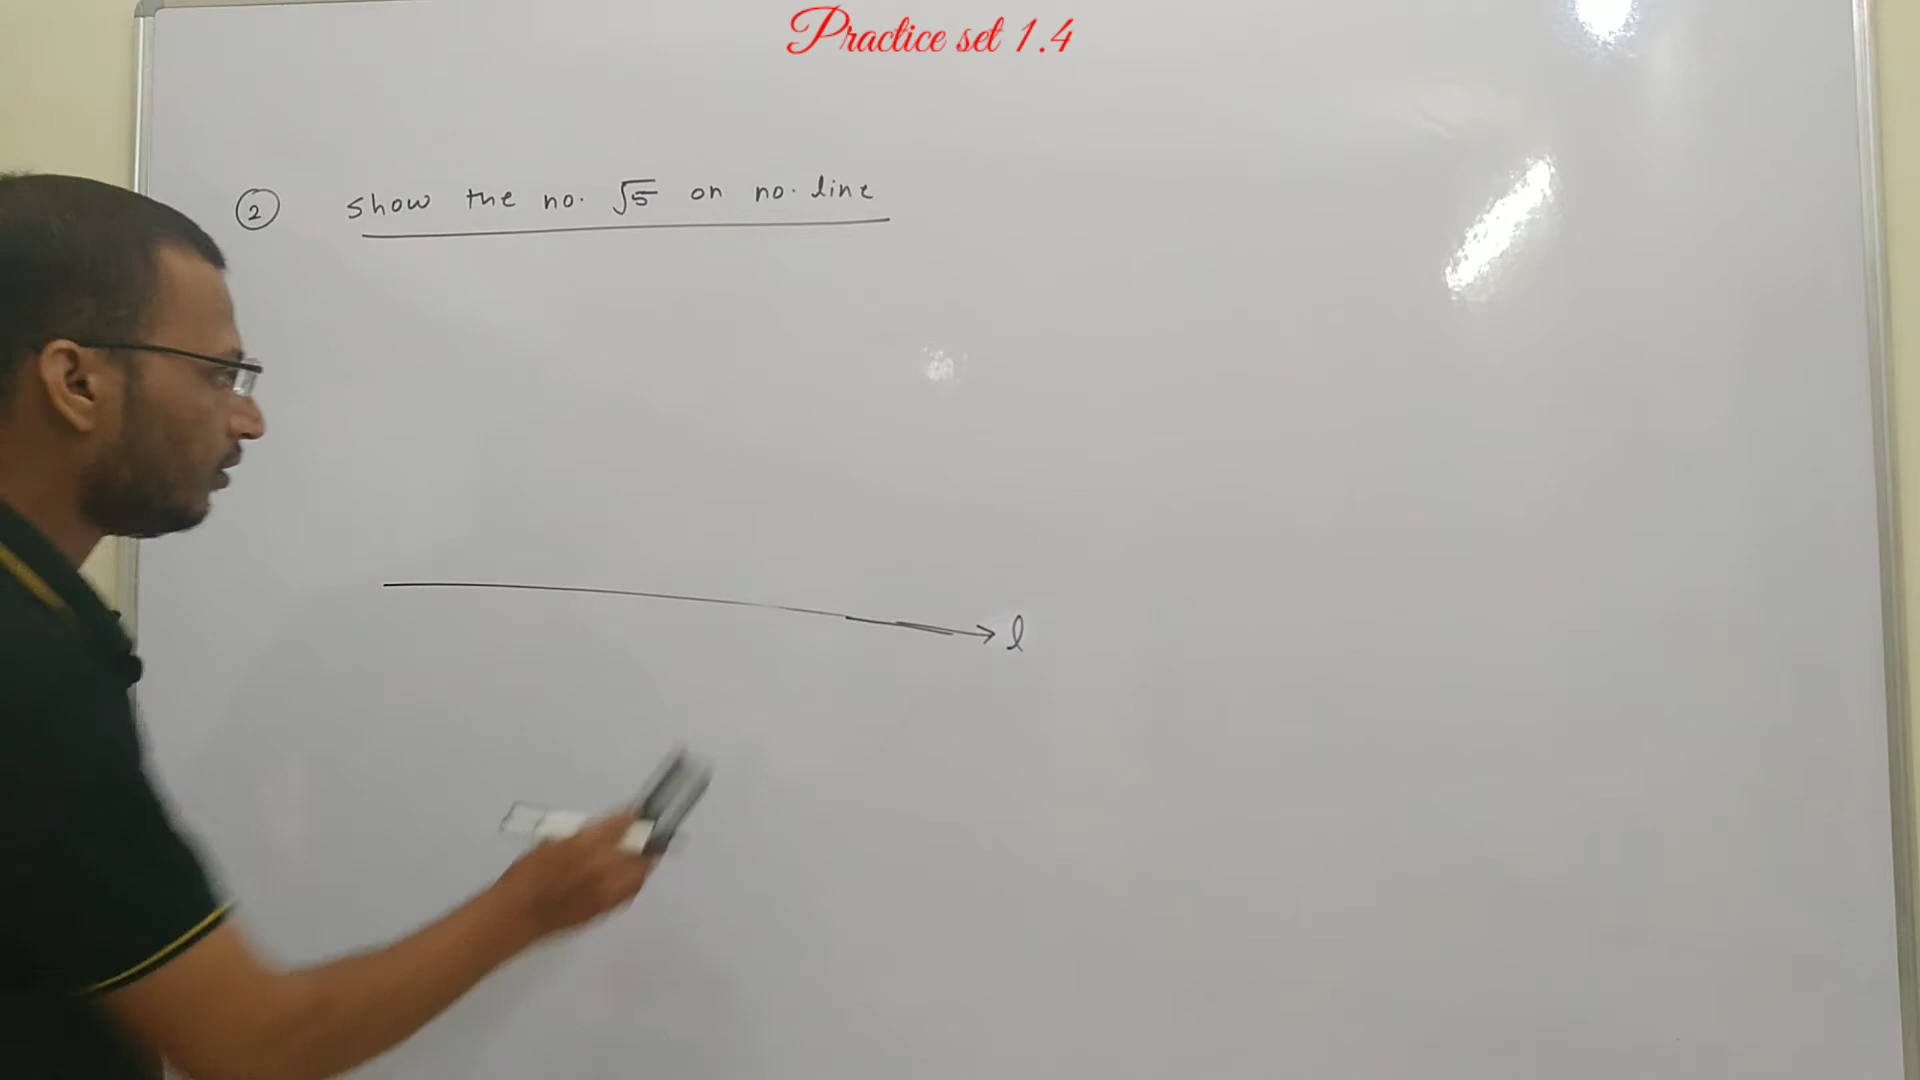 Practice set 1.4
2 show the no. √5 on no. line
l